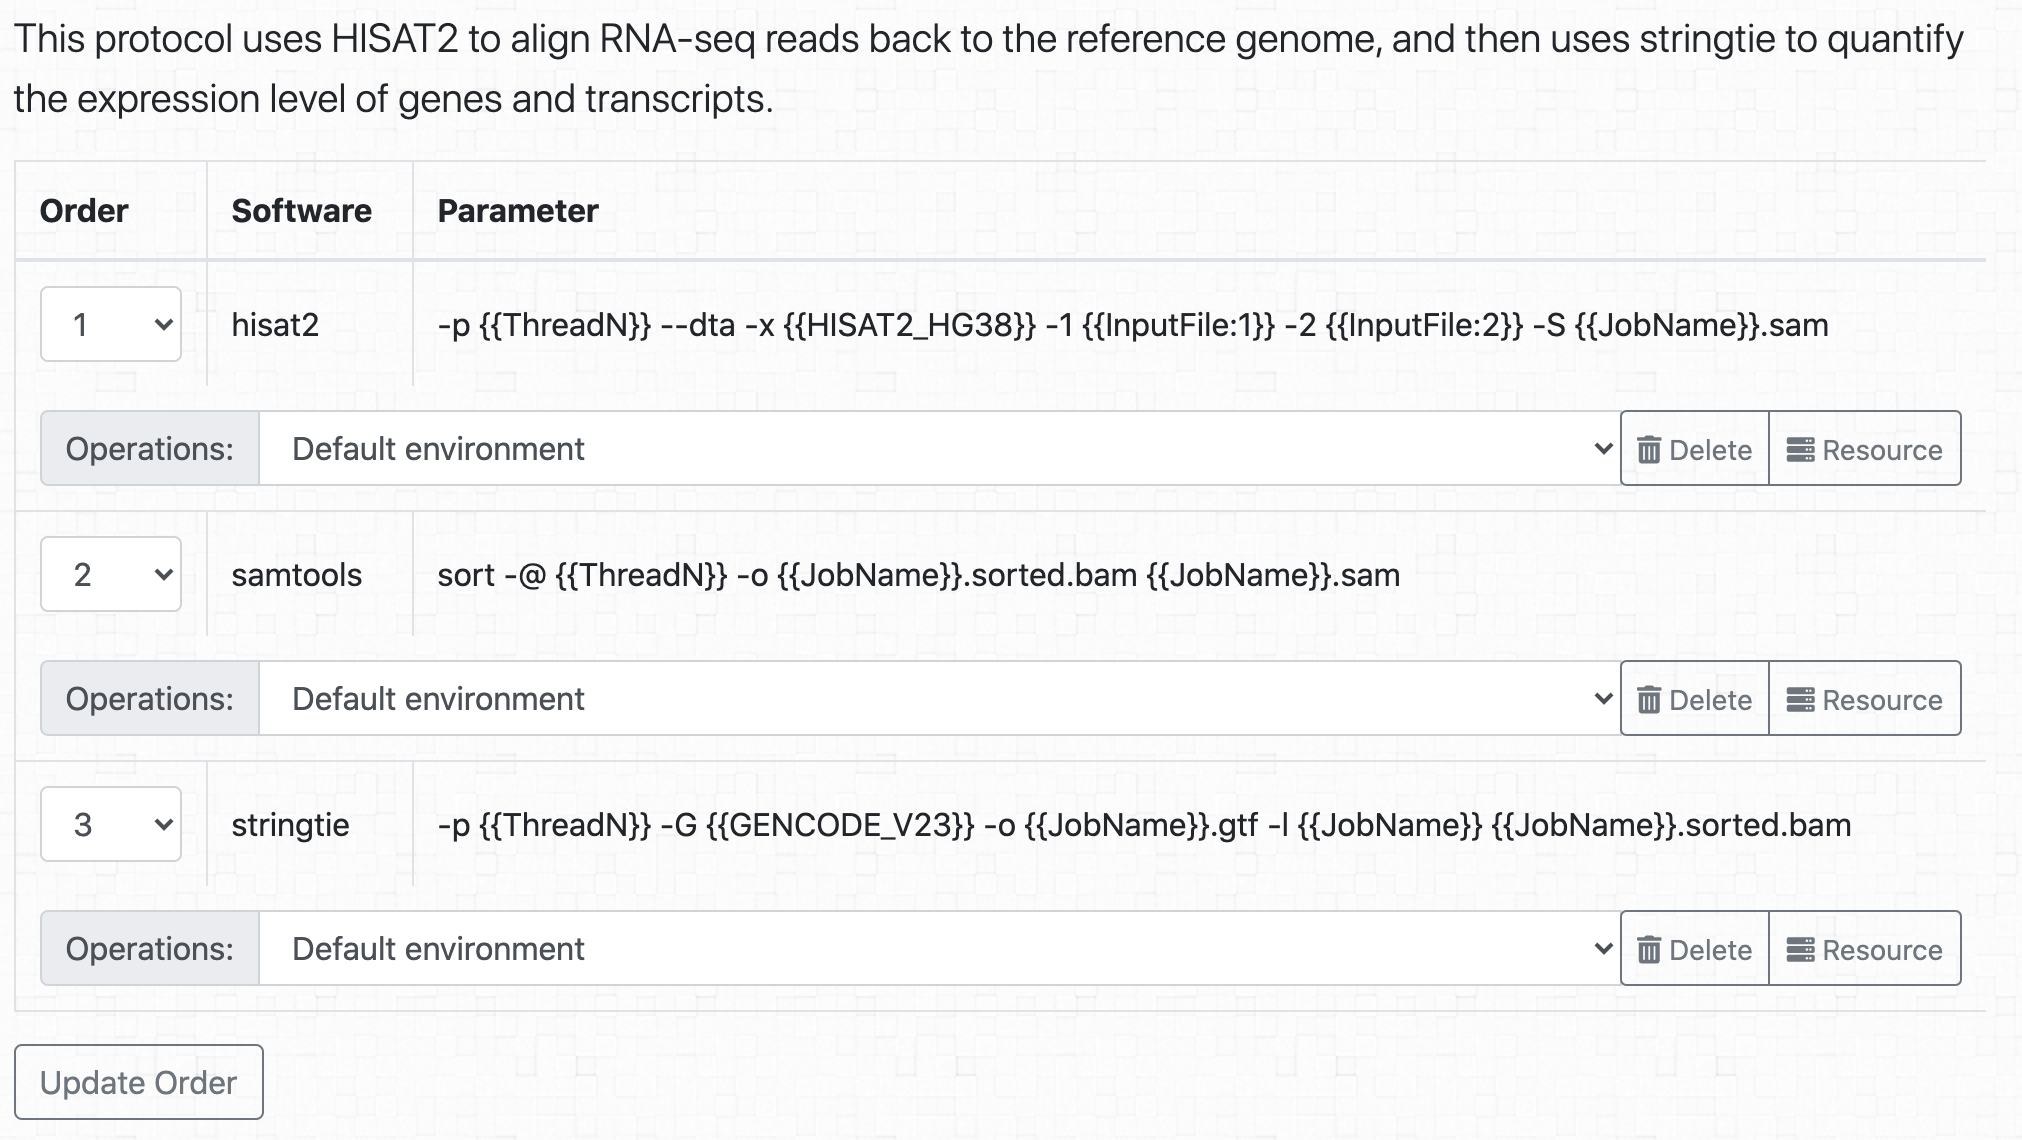 This protocol uses HISAT2 to align RNA-seq reads back to the reference genome, and then uses stringtie to quantify
the expression level of genes and transcripts.
Order Software Parameter
1 hisat2 -p {{ThreadN}} --dta -x {{HISAT2_HG38}} -1 {{InputFile:1}} -2 {{InputFile:2}} -S {{JobName}}.sam
Operations: Default environment Delete Resource
2 samtools sort -@ {{ThreadN}} -o {{JobName}}.sorted.bam {{JobName}}.sam
Operations: Default environment Delete Resource
3 stringtie -p {{ThreadN}} -G {{GENCODE_V23}} -o {{JobName}}.gtf -l {{JobName}} {{JobName}}.sorted.bam
Operations: Default environment Delete Resource
Update Order